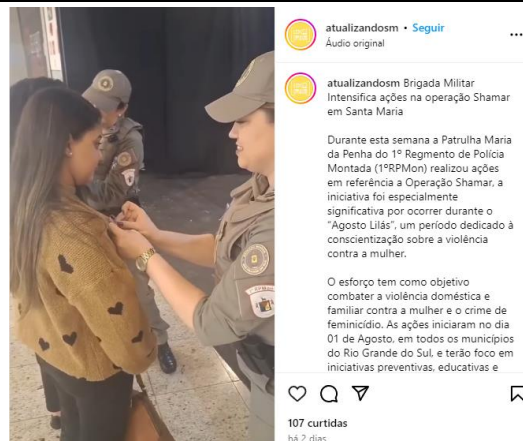 atualizandosm • Seguir
Áudio original
atualizandosm Brigada Militar
Intensifica ações na operação Shamar
em Santa Maria
Durante esta semana a Patrulha Maria
da Penha do 1º Regmento de Polícia
Montada (1ºRPMon) realizou ações
em referência a Operação Shamar, a
iniciativa foi especialmente
significativa por ocorrer durante o
"Agosto Lilás", um período dedicado à
conscientização sobre a violência
contra a mulher.
O esforço tem como objetivo
combater a violência doméstica e
familiar contra a mulher e o crime de
feminicídio. As ações iniciaram no dia
01 de Agosto, em todos os municípios
do Rio Grande do Sul, e terão foco em
iniciativas preventivas, educativas e
107 curtidas
há 2 dias